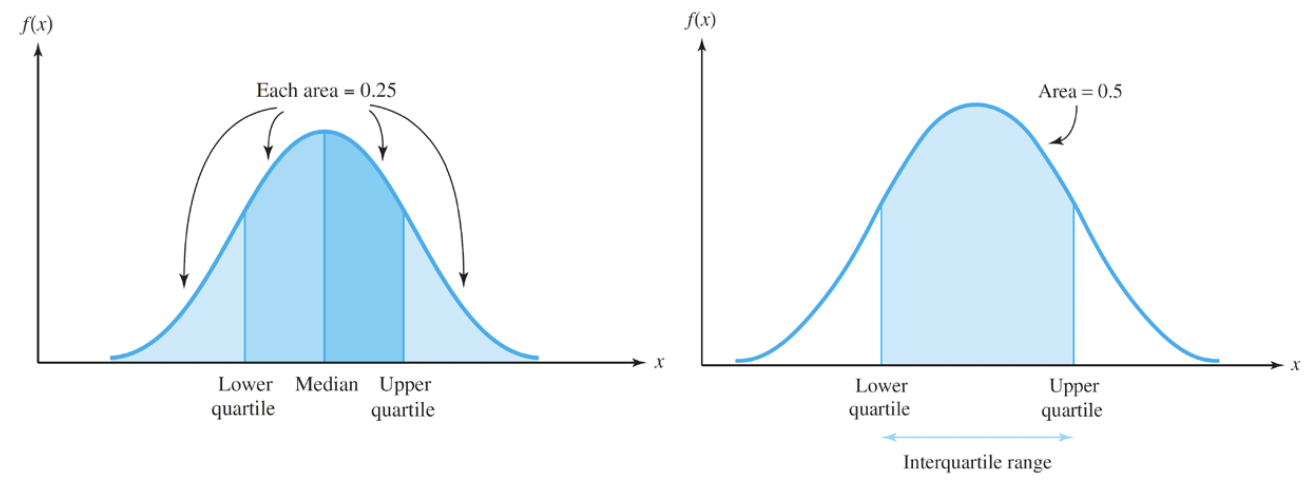 f(x)
Each area = 0.25
x
Lower Median Upper
quartile quartile
f(x)
Area = 0.5
x
Lower Upper
quartile quartile
Interquartile range